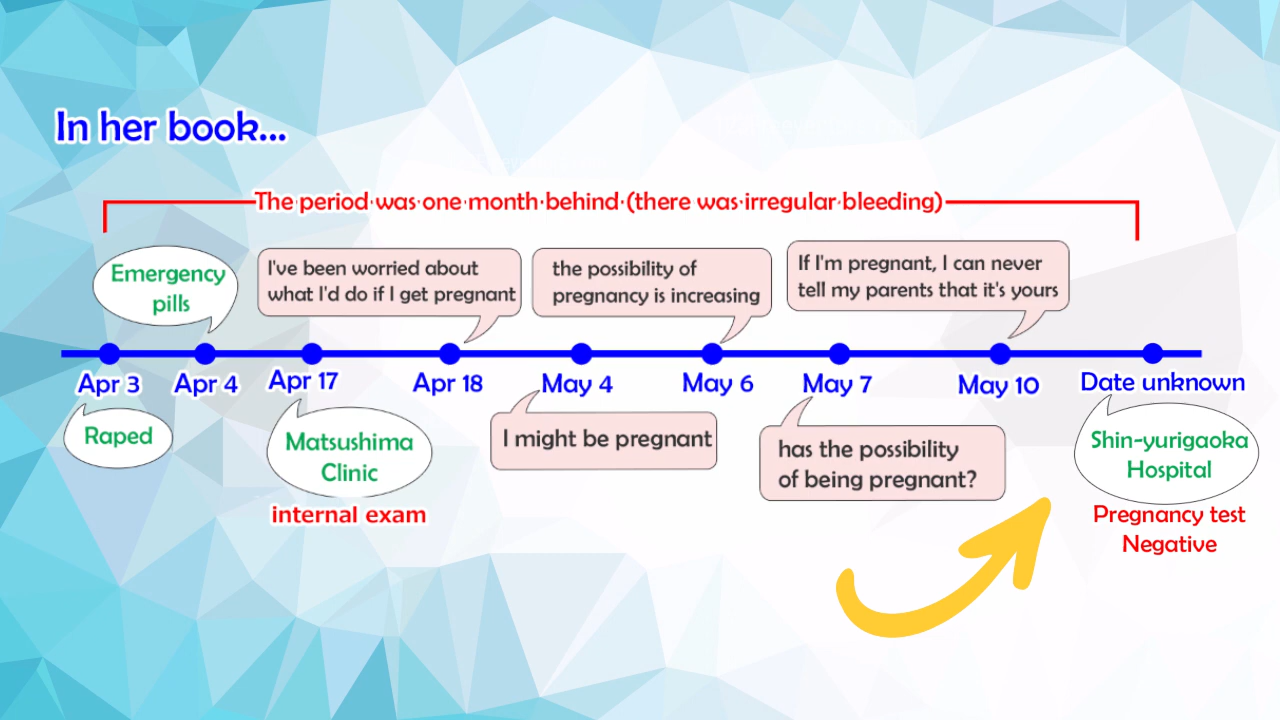 In her book...
The period was one month behind (there was irregular bleeding)
Emergency
pills
I've been worried about
what I'd do if I get pregnant
the possibility of
pregnancy is increasing
If I'm pregnant, I can never
tell my parents that it's yours
Apr 3
Apr 4
Apr 17
Apr 18
May 4
May 6
May 7
May 10
Date unknown
Raped
Matsushima
Clinic
internal exam
I might be pregnant
has the possibility
of being pregnant?
Shin-yurigaoka
Hospital
Pregnancy test
Negative